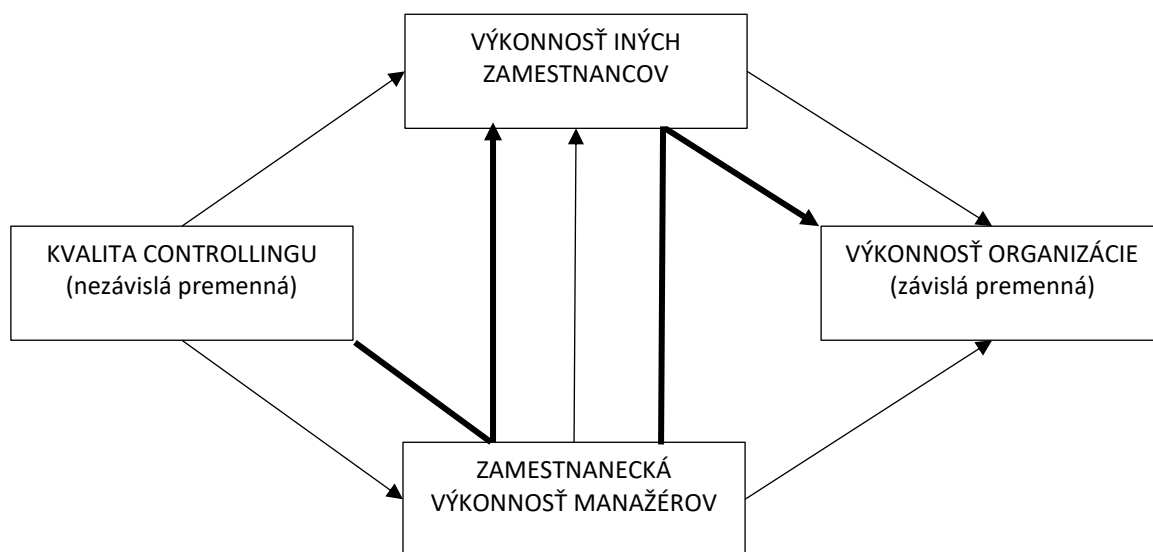 VÝKONNOSŤ INÝCH
ZAMESTNANCOV
KVALITA CONTROLLINGU
(nezávislá premenná)
VÝKONNOSŤ ORGANIZÁCIE
(závislá premenná)
ZAMESTNANECKÁ
VÝKONNOSŤ MANAŽÉROV